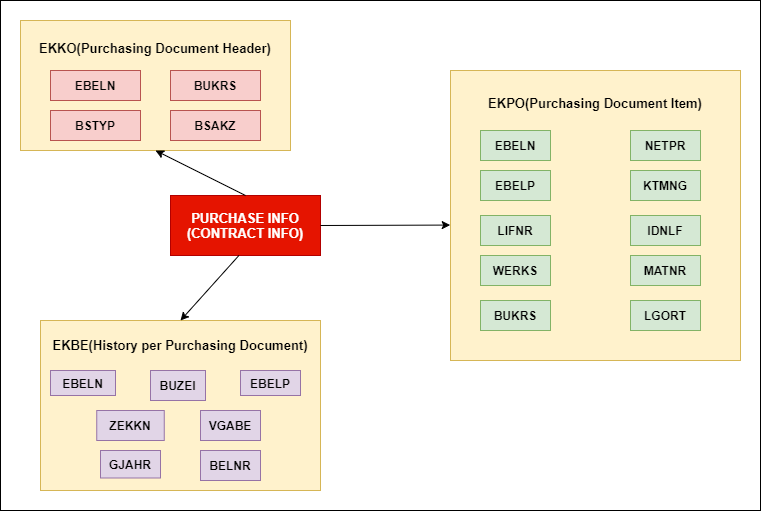 EKKO(Purchasing Document Header)
EBELN
BUKRS
BSTYP
BSAKZ
EKPO(Purchasing Document Item)
EBELN
NETPR
EBELP
KTMNG
LIFNR
IDNLF
WERKS
MATNR
BUKRS
LGORT
PURCHASE INFO
(CONTRACT INFO)
EKBE(History per Purchasing Document)
EBELN
BUZEI
EBELP
ZEKKN
VGABE
GJAHR
BELNR